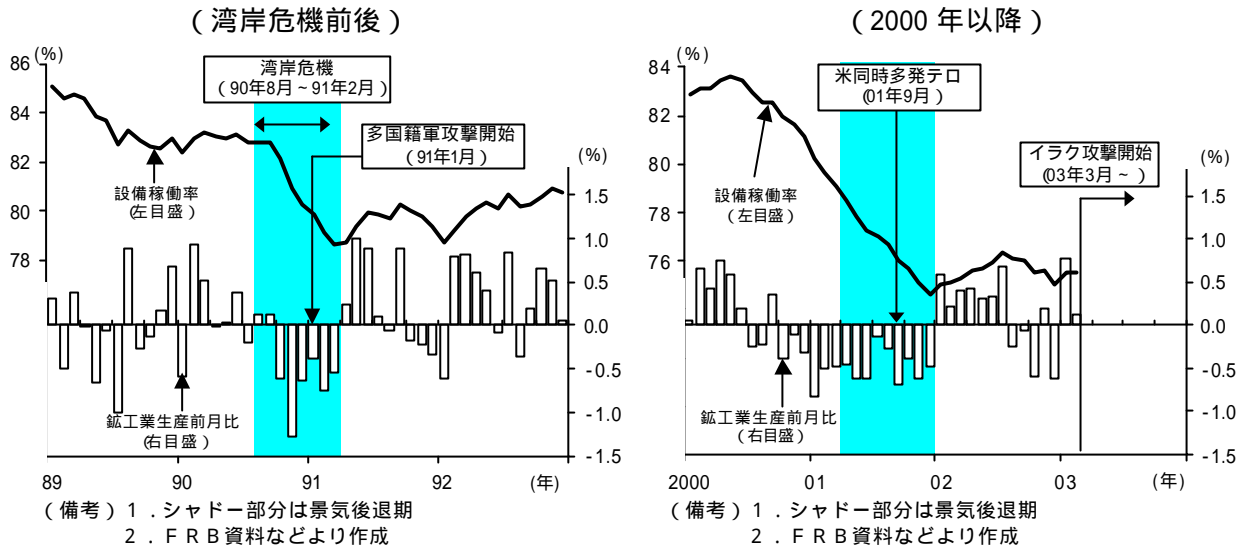 （湾岸危機前後）
(%)
86
84
82
80
78
湾岸危機
（90年8月～91年2月）
多国籍軍攻撃開始
（91年1月）
設備稼働率
（左目盛）
鉱工業生産前月比
（右目盛）
(%)
1.5
1.0
0.5
0.0
-0.5
-1.0
-1.5
89
90
91
92
(年)
（備考）１．シャドー部分は景気後退期
２．ＦＲＢ資料などより作成
（2000 年以降）
(%)
84
82
80
78
76
米同時多発テロ
（01年9月）
イラク攻撃開始
（03年3月～）
設備稼働率
（左目盛）
鉱工業生産前月比
（右目盛）
(%)
1.5
1.0
0.5
0.0
-0.5
-1.0
-1.5
2000
01
02
03
(年)
（備考）１．シャドー部分は景気後退期
２．ＦＲＢ資料などより作成